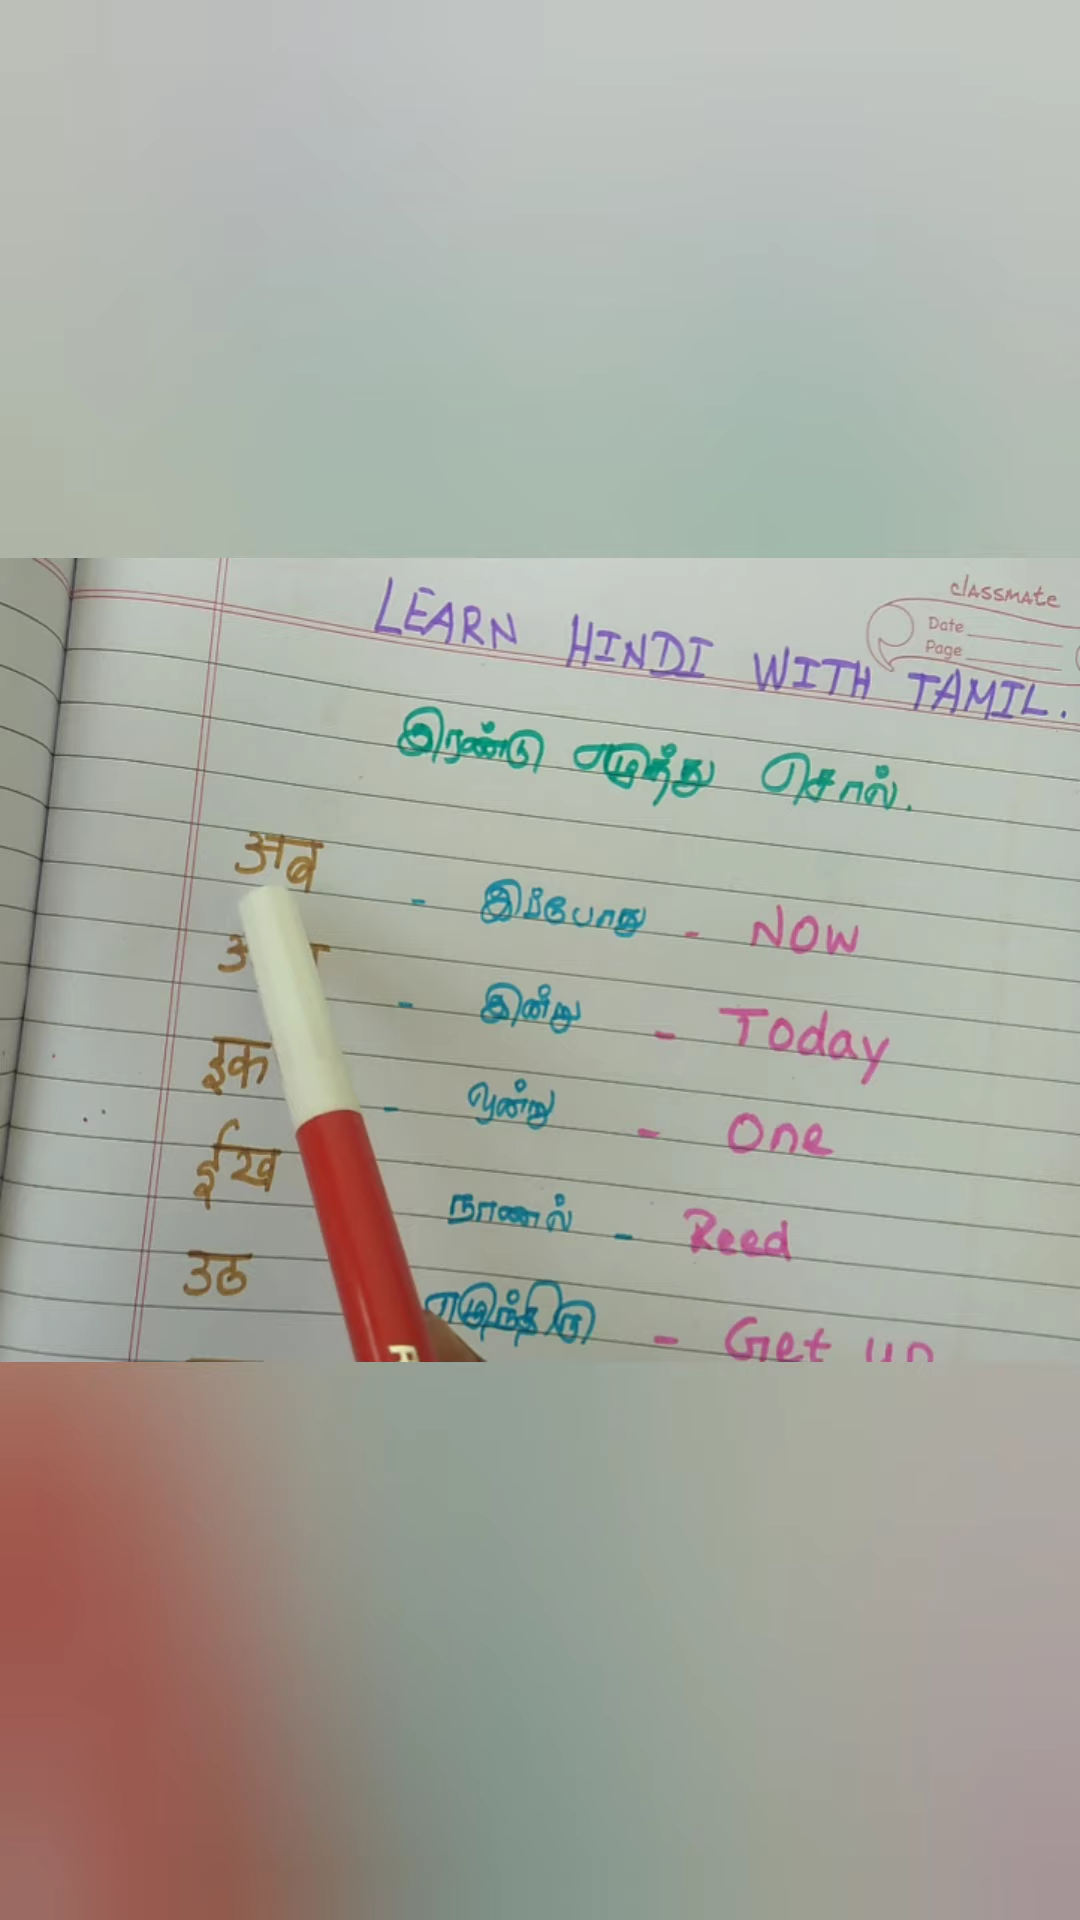 classmate
Date
Page
LEARN HINDI WITH TAMIL.
இரண்டு எழுத்து சொல்.
अब - இப்போது - NOW
- இன்று - Today
इक - ஒன்று - One
ईख நாணல் - Reed
उठ எழுந்திரு - Get up